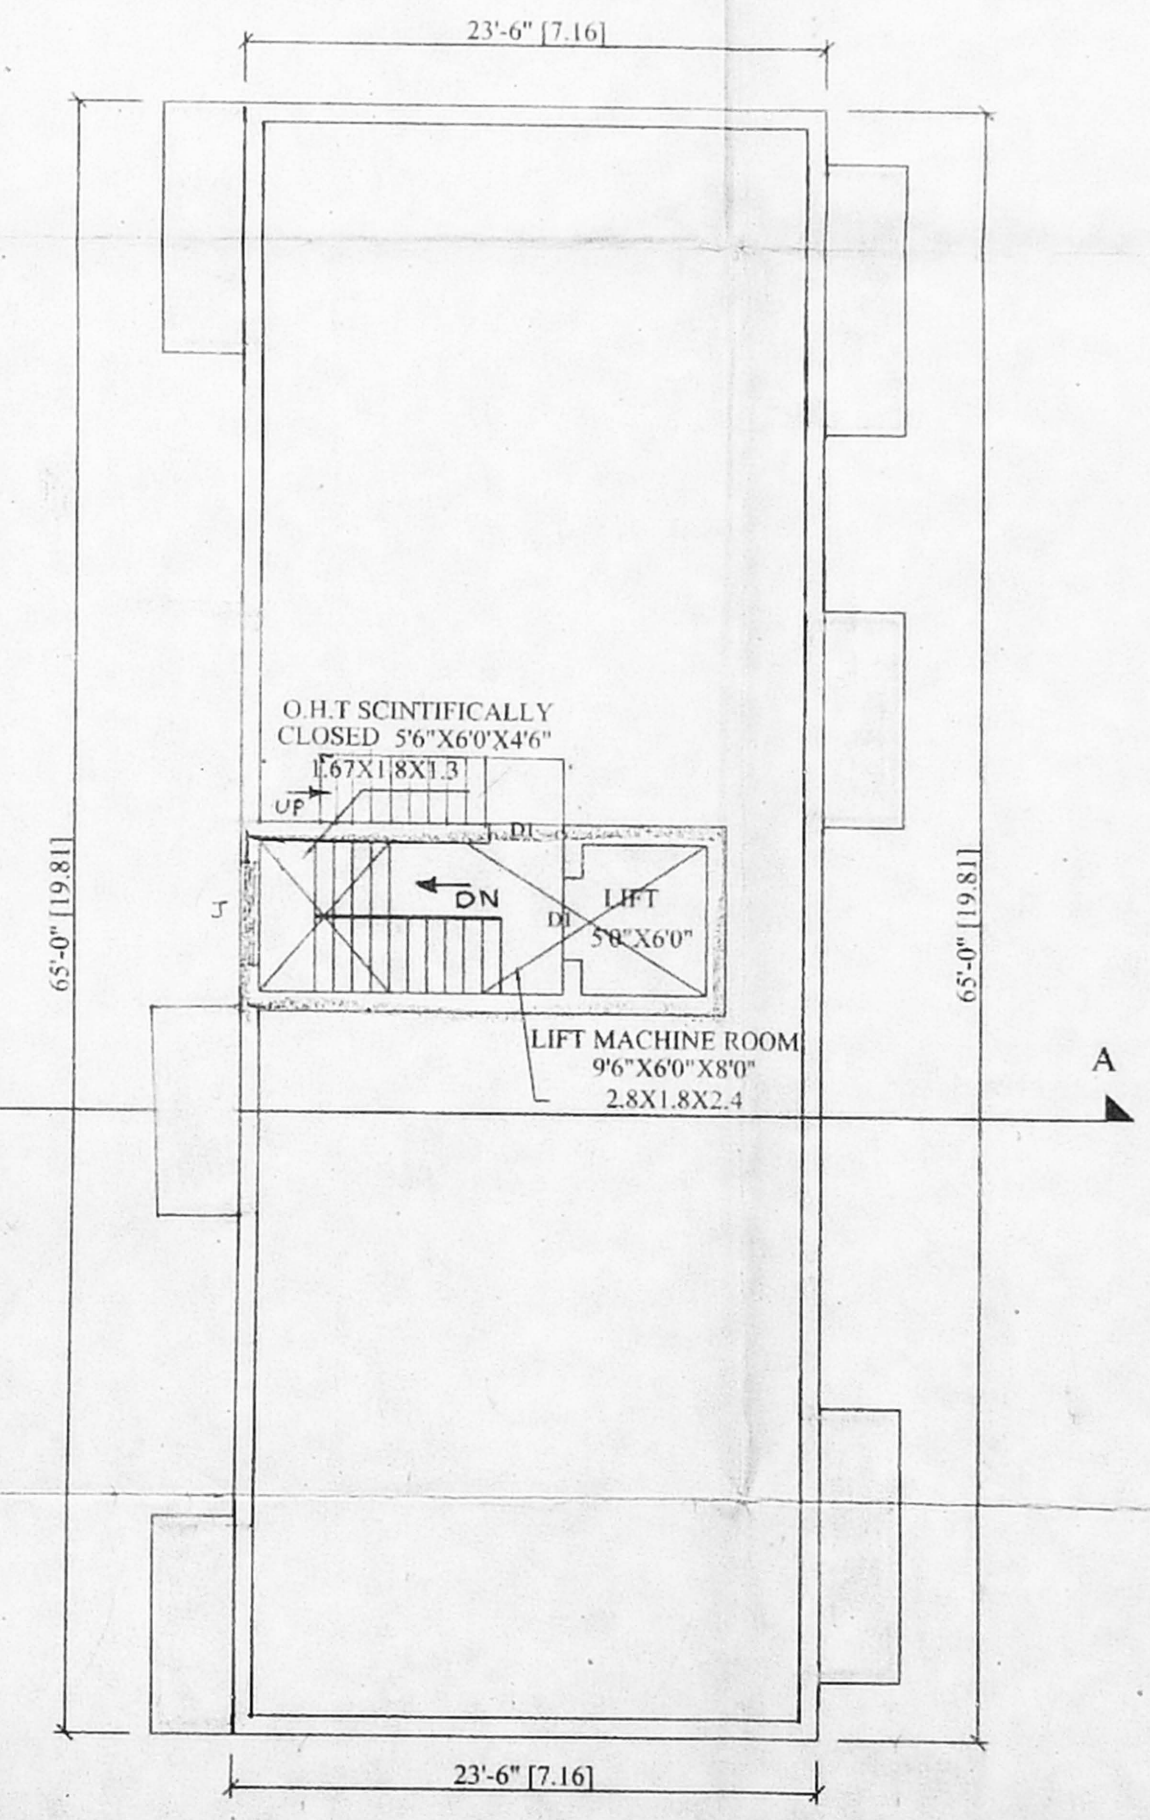 23'-6" [7.16]
O.H.T SCINTIFICALLY
CLOSED 5'6"X6'0'X4'6"
1.67X1.8X1.3
UP
D1
DN
LIFT
D1
5'0"X6'0"
J
65'-0" [19.81]
65'-0" [19.81]
LIFT MACHINE ROOM
9'6"X6'0"X8'0"
2.8X1.8X2.4
A
23'-6" [7.16]